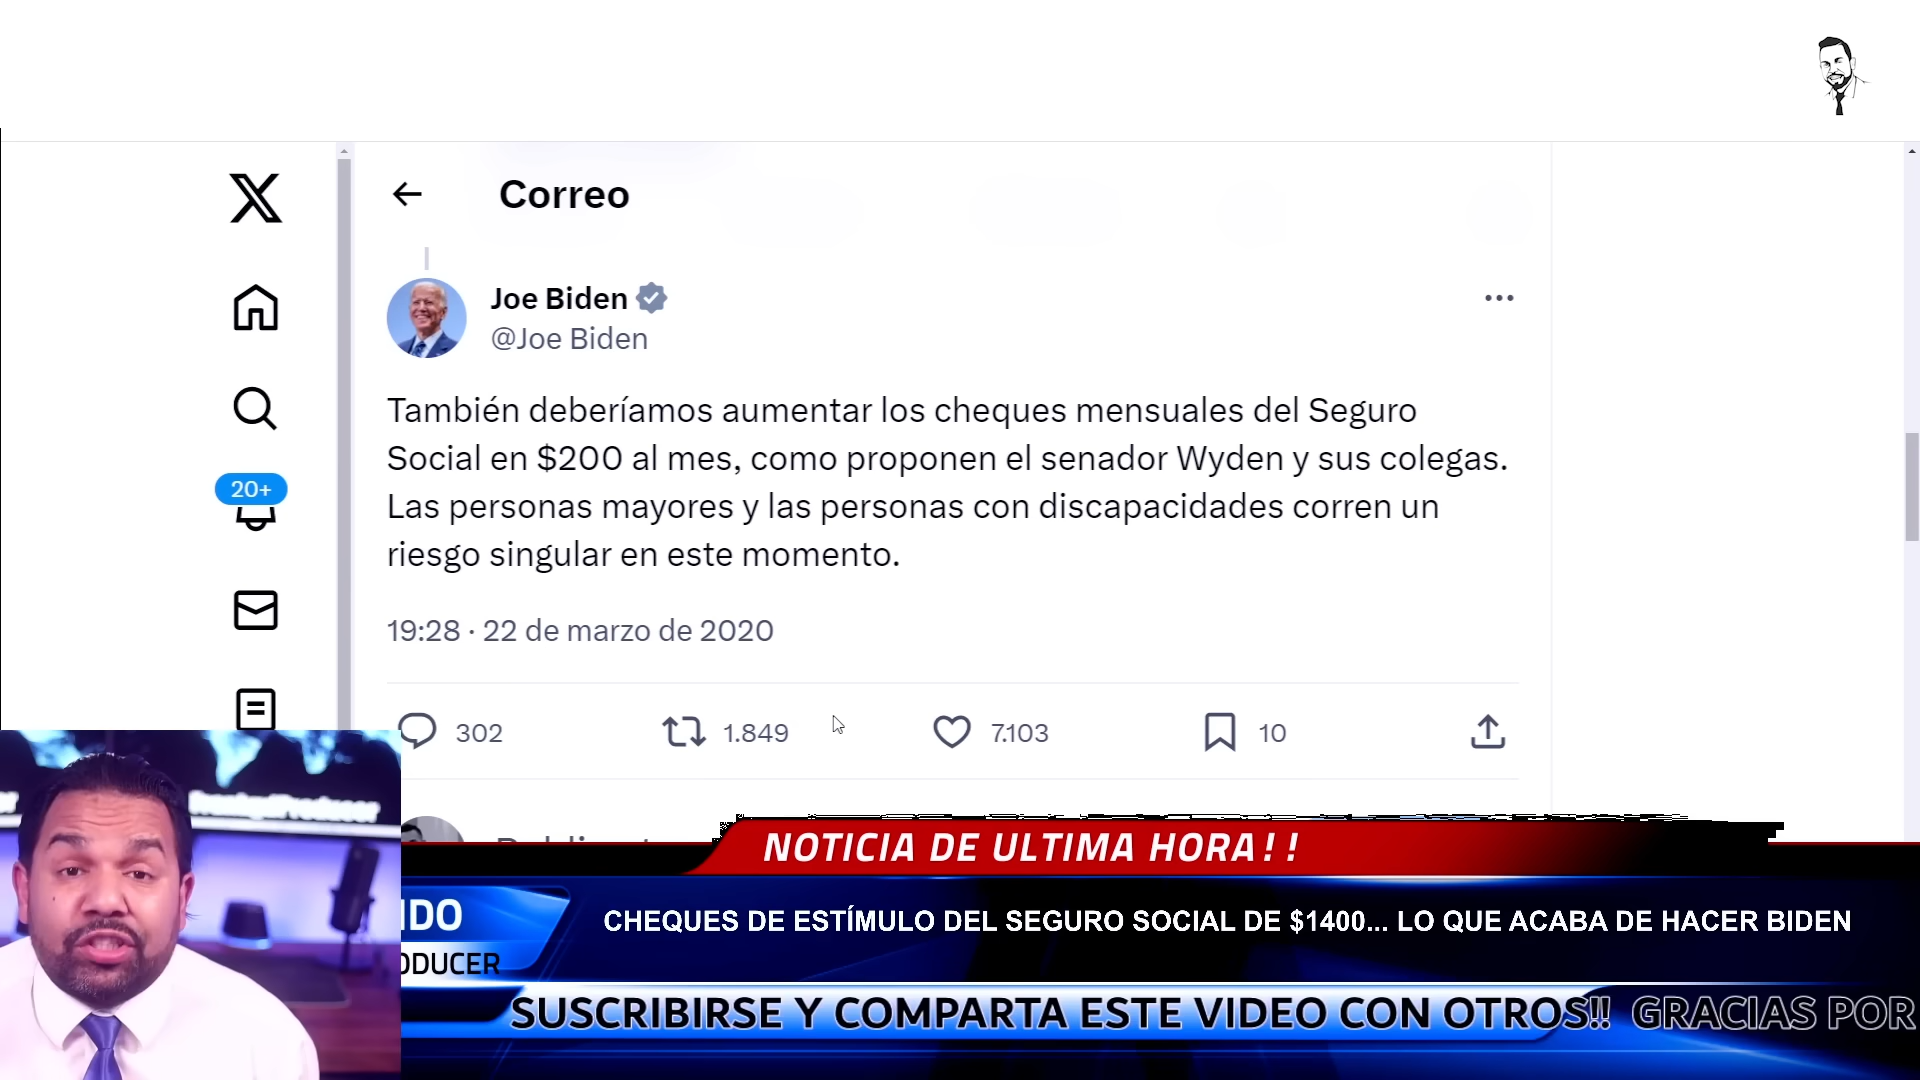 Correo
Joe Biden
@Joe Biden
También deberíamos aumentar los cheques mensuales del Seguro
Social en $200 al mes, como proponen el senador Wyden y sus colegas.
Las personas mayores y las personas con discapacidades corren un
riesgo singular en este momento.
19:28 · 22 de marzo de 2020
20+
302
1.849
7.103
10
NOTICIA DE ULTIMA HORA!!
IDO
ODUCER
CHEQUES DE ESTÍMULO DEL SEGURO SOCIAL DE $1400... LO QUE ACABA DE HACER BIDEN
SUSCRIBIRSE Y COMPARTA ESTE VIDEO CON OTROS!! GRACIAS POR